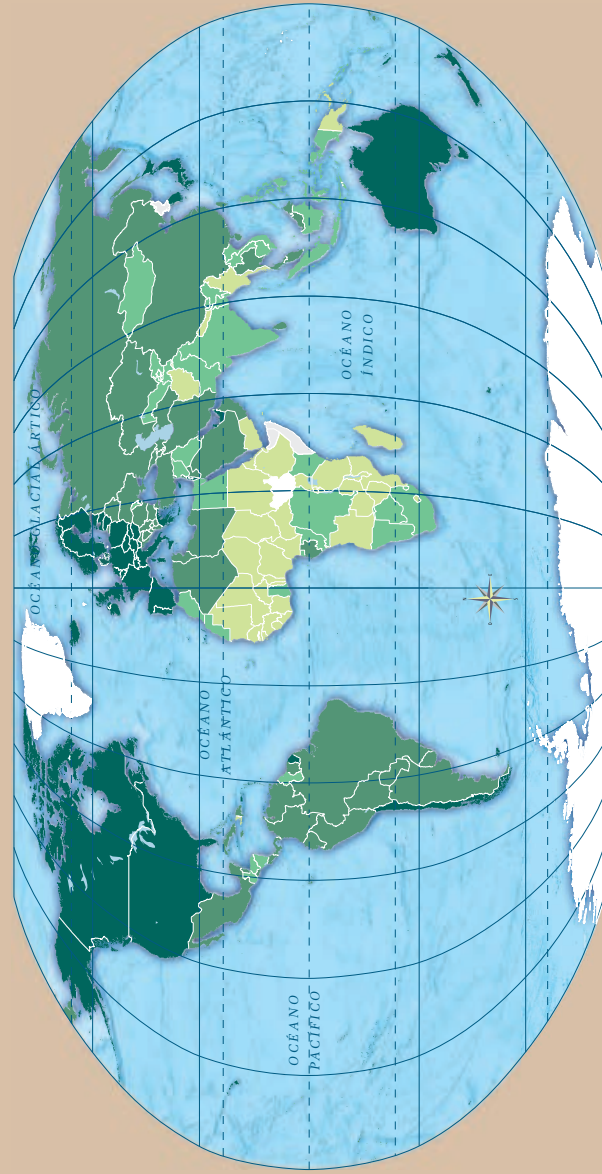 OCÉANO GLACIAL ÁRTICO
OCÉANO
PACÍFICO
OCÉANO
ATLÁNTICO
OCÉANO
ÍNDICO